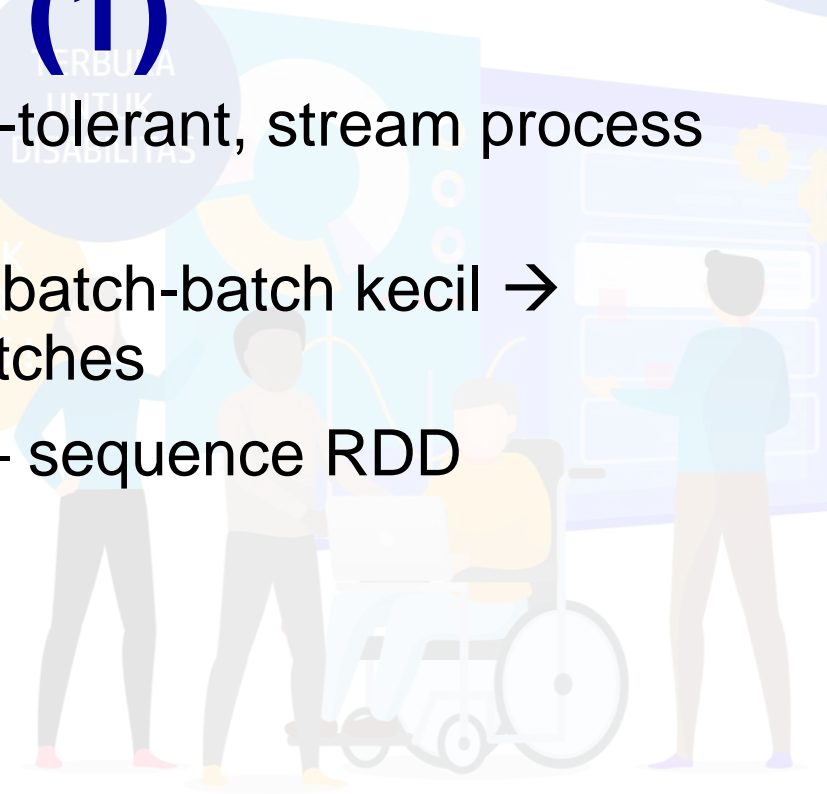 (1)
TERBUKA
UNTUK
DISABILITAS
-tolerant, stream process
batch-batch kecil →
tches
- sequence RDD
K